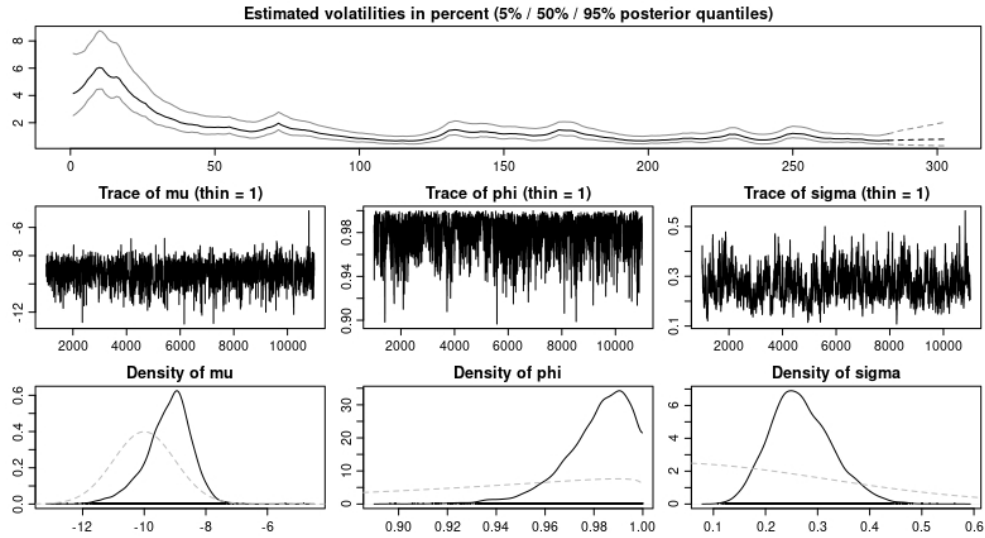 Estimated volatilities in percent (5% / 50% / 95% posterior quantiles)
2 4 6 8
0 50 100 150 200 250 300
Trace of mu (thin = 1) Trace of phi (thin = 1) Trace of sigma (thin = 1)
-12 -8 -6
0.90 0.94 0.98
0.1 0.3 0.5
2000 4000 6000 8000 10000 2000 4000 6000 8000 10000 2000 4000 6000 8000 10000
Density of mu Density of phi Density of sigma
0.0 0.2 0.4 0.6
0 10 20 30
0 2 4 6
-12 -10 -8 -6 0.90 0.92 0.94 0.96 0.98 1.00 0.1 0.2 0.3 0.4 0.5 0.6